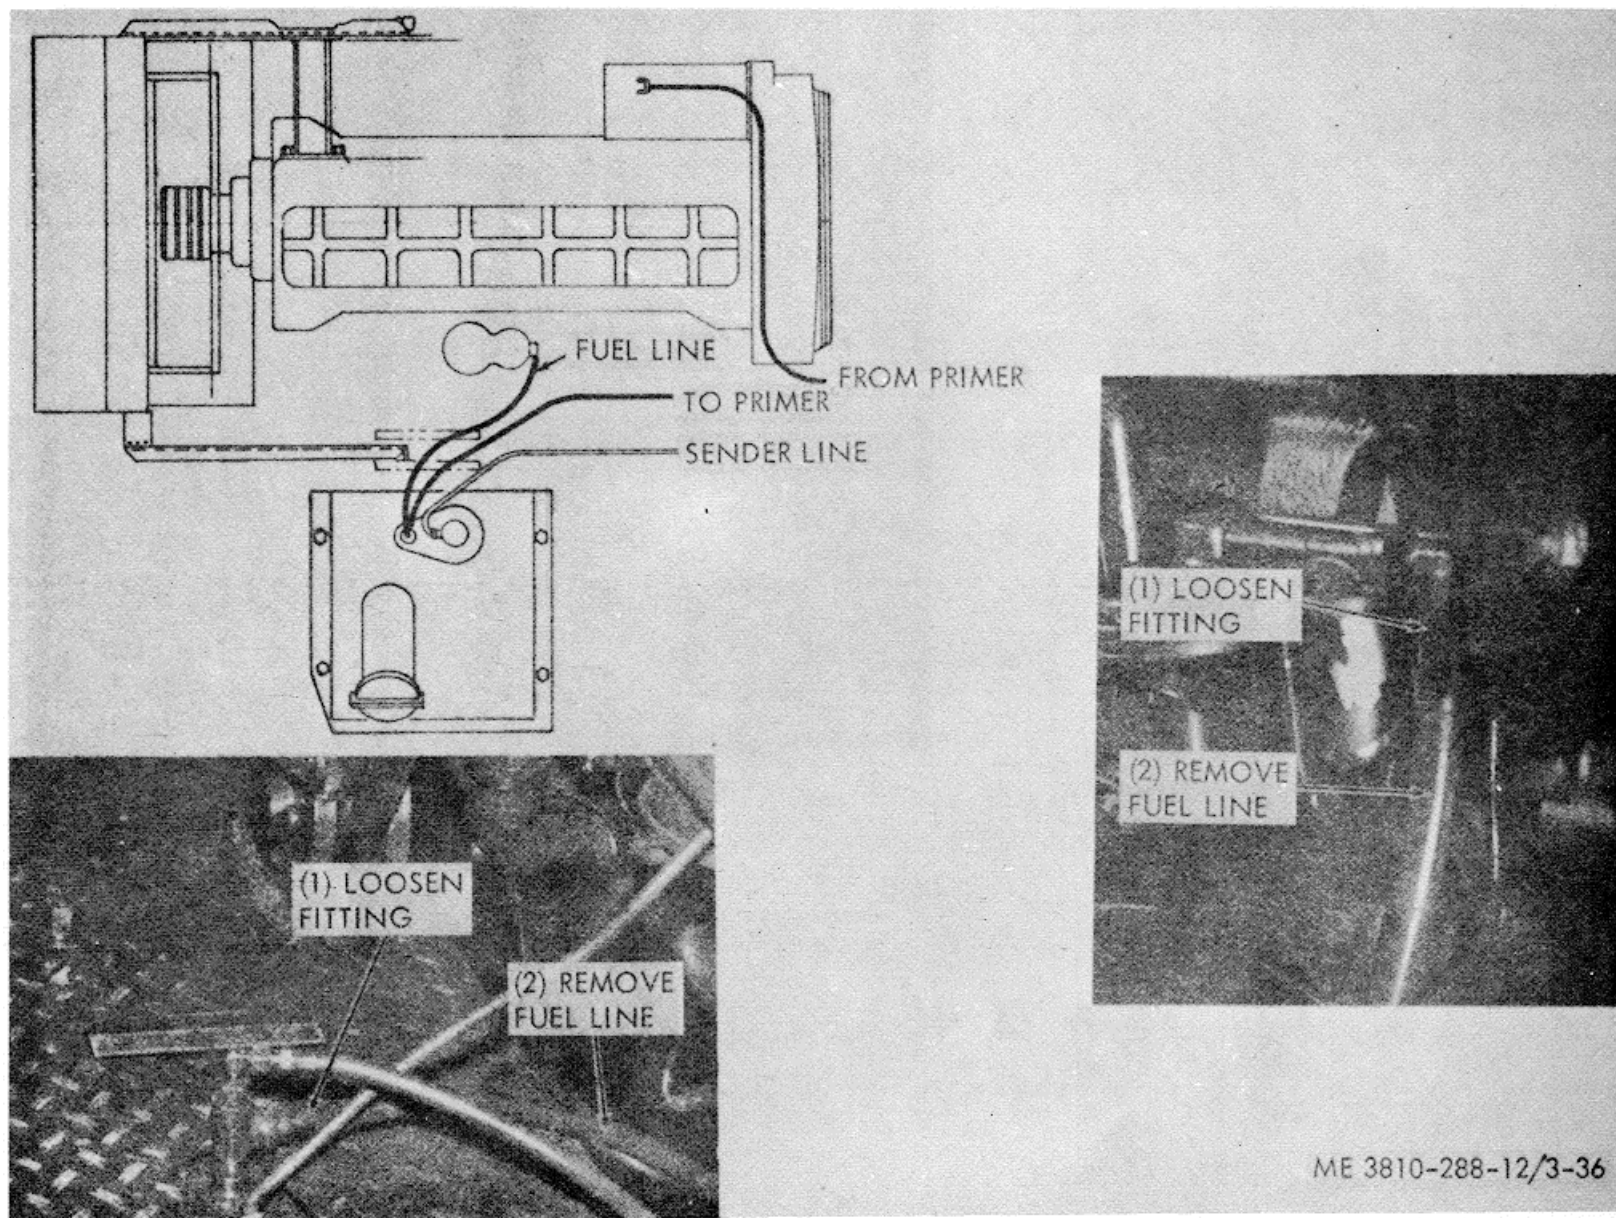 FUEL LINE
FROM PRIMER
TO PRIMER
SENDER LINE
(1) LOOSEN
FITTING
(2) REMOVE
FUEL LINE
(1) LOOSEN
FITTING
(2) REMOVE
FUEL LINE
ME 3810-288-12/3-36